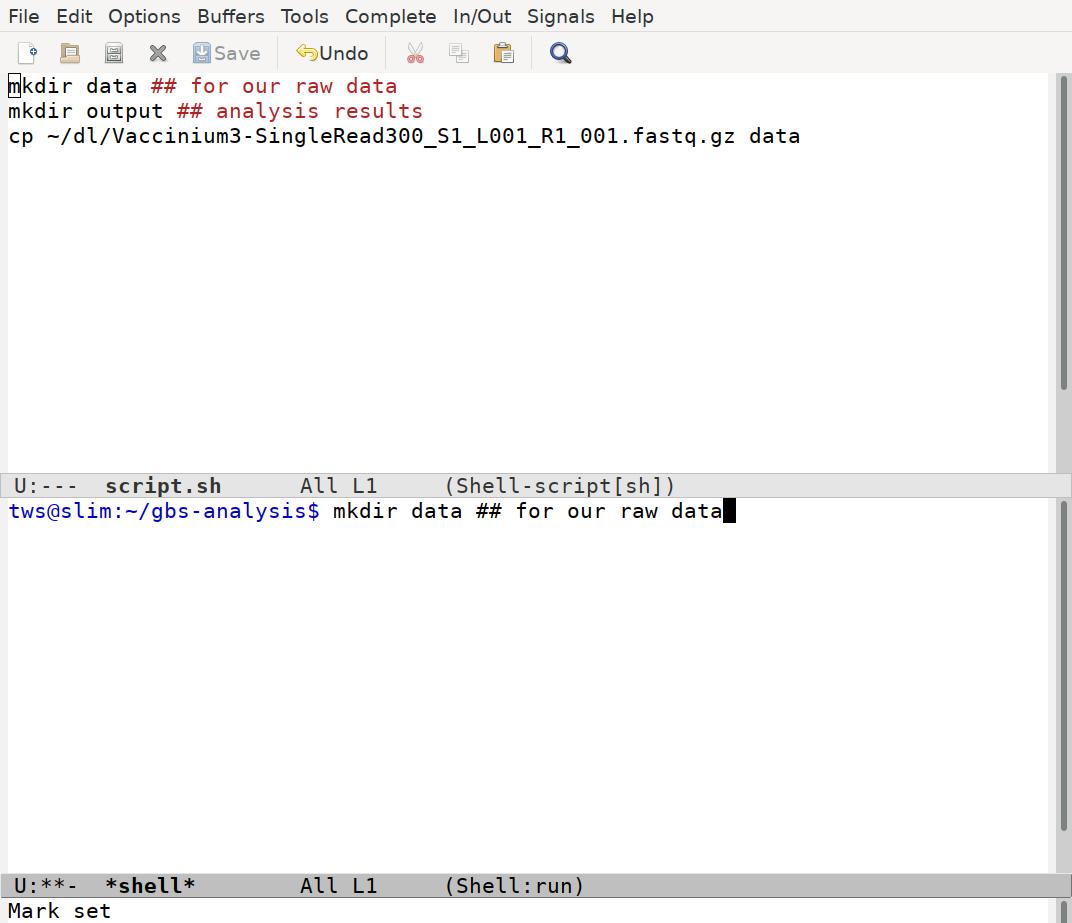 File Edit Options Buffers Tools Complete In/Out Signals Help
Save Undo
mkdir data ## for our raw data
mkdir output ## analysis results
cp ~/dl/Vaccinium3-SingleRead300_S1_L001_R1_001.fastq.gz data
U:--- script.sh All L1 (Shell-script[sh])
tws@slim:~/gbs-analysis$ mkdir data ## for our raw data
U:**- *shell* All L1 (Shell:run)
Mark set